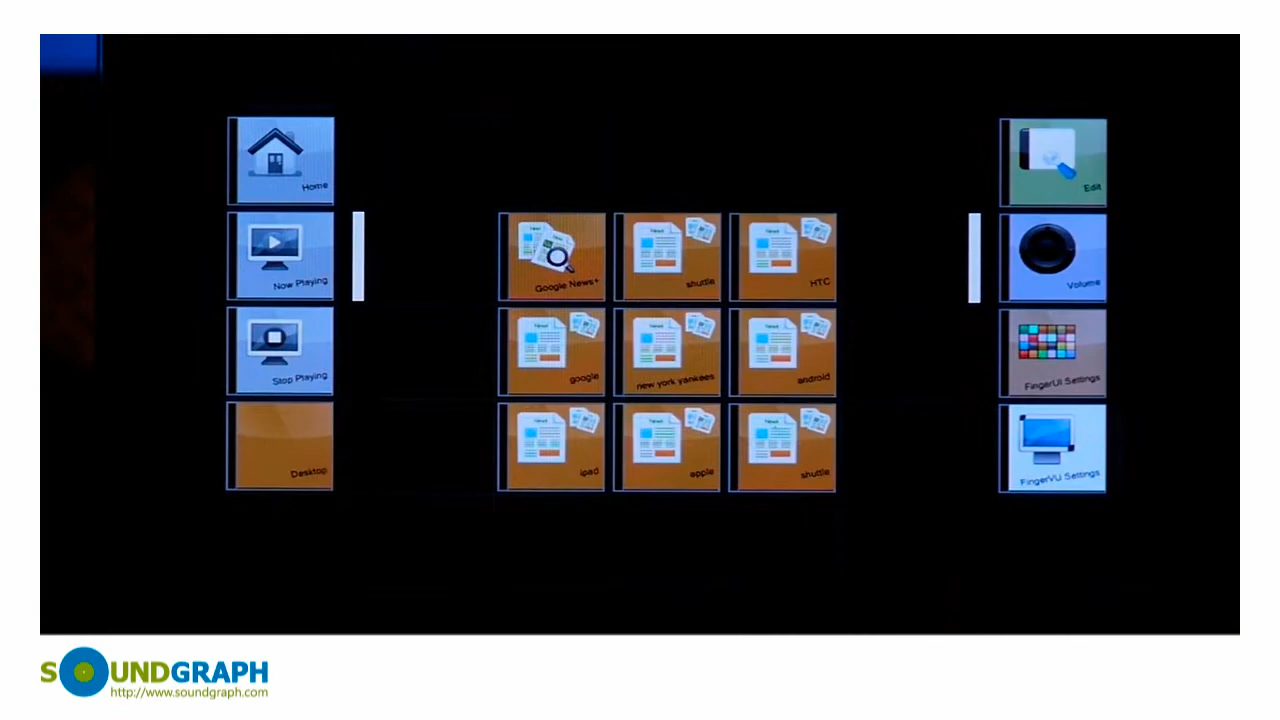 Home
Now Playing
Stop Playing
Desktop
Google News+
shuttle
HTC
google
new york yankees
android
ipad
apple
shuttle
Edit
Volume
FingerUI Settings
FingerVU Settings
SOUNDGRAPH
http://www.soundgraph.com